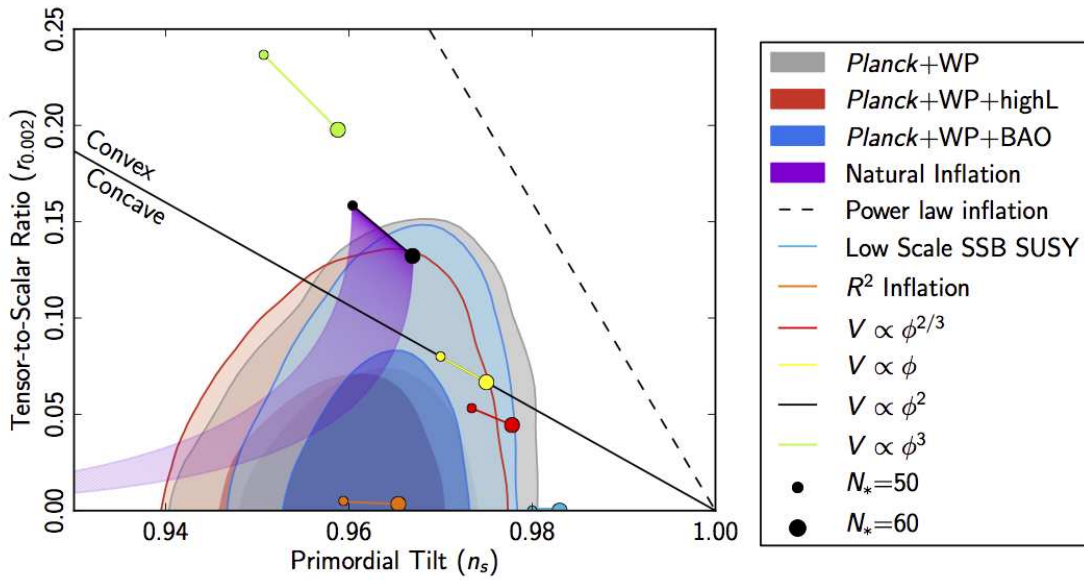 Tensor-to-Scalar Ratio (r0.002)
0.25
0.20
0.15
0.10
0.05
0.00
Convex
Concave
0.94 0.96 0.98 1.00
Primordial Tilt (ns)
Planck+WP
Planck+WP+highL
Planck+WP+BAO
Natural Inflation
Power law inflation
Low Scale SSB SUSY
R² Inflation
V ∝ ϕ^{2/3}
V ∝ ϕ
V ∝ ϕ²
V ∝ ϕ³
N*=50
N*=60